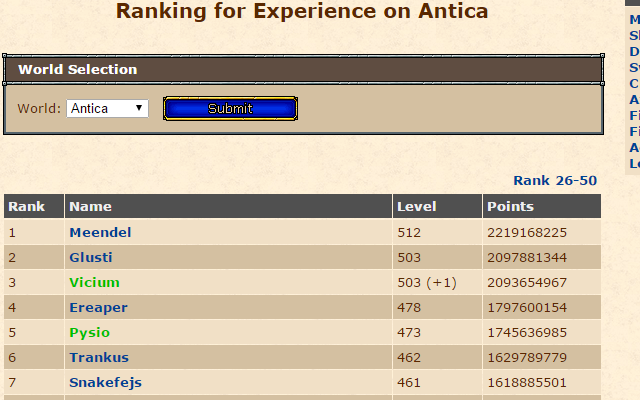 Ranking for Experience on Antica
World Selection
World: Antica Submit
Rank 26-50
Rank Name Level Points
1 Meendel 512 2219168225
2 Glusti 503 2097881344
3 Vicium 503 (+1) 2093654967
4 Ereaper 478 1797600154
5 Pysio 473 1745636985
6 Trankus 462 1629789779
7 Snakefejs 461 1618885501